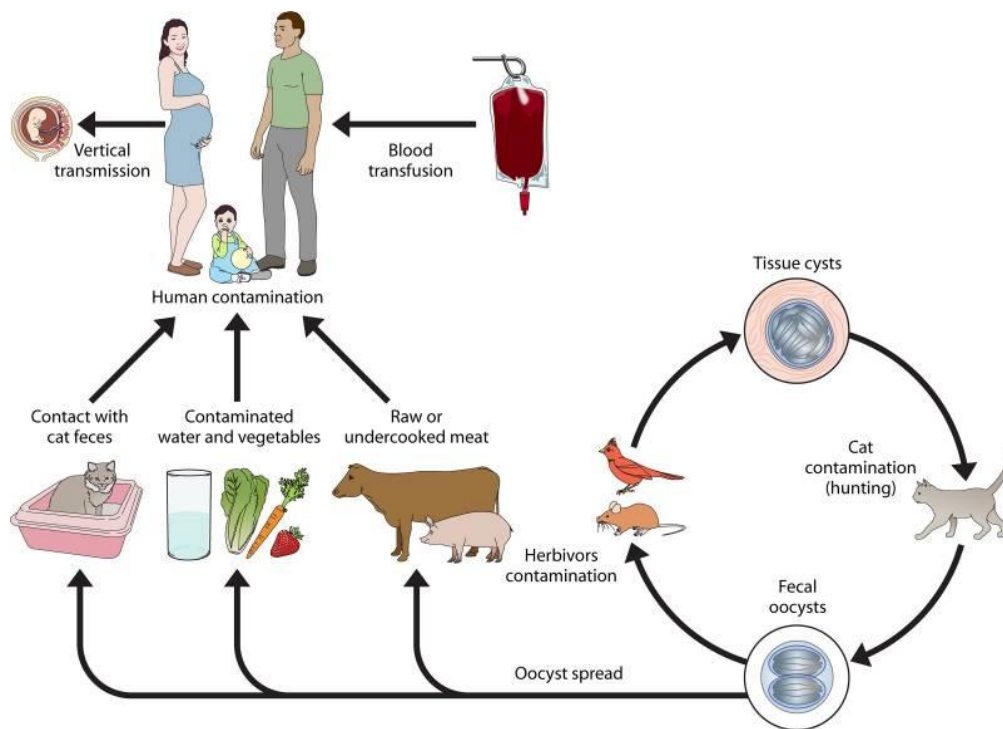 Vertical
transmission
Blood
transfusion
Human contamination
Tissue cysts
Contact with
cat feces
Contaminated
water and vegetables
Raw or
undercooked meat
Cat
contamination
(hunting)
Herbivors
contamination
Fecal
oocysts
Oocyst spread